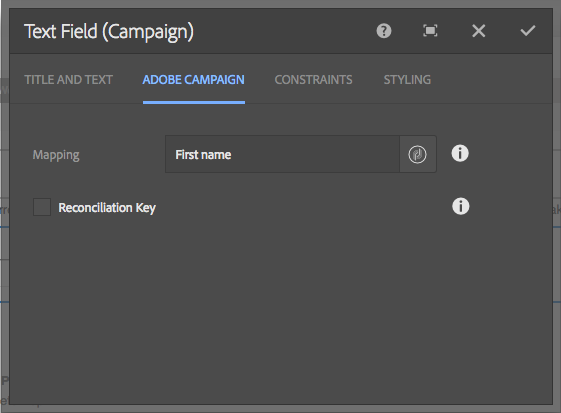 Text Field (Campaign)
TITLE AND TEXT ADOBE CAMPAIGN CONSTRAINTS STYLING
Mapping First name
Reconciliation Key